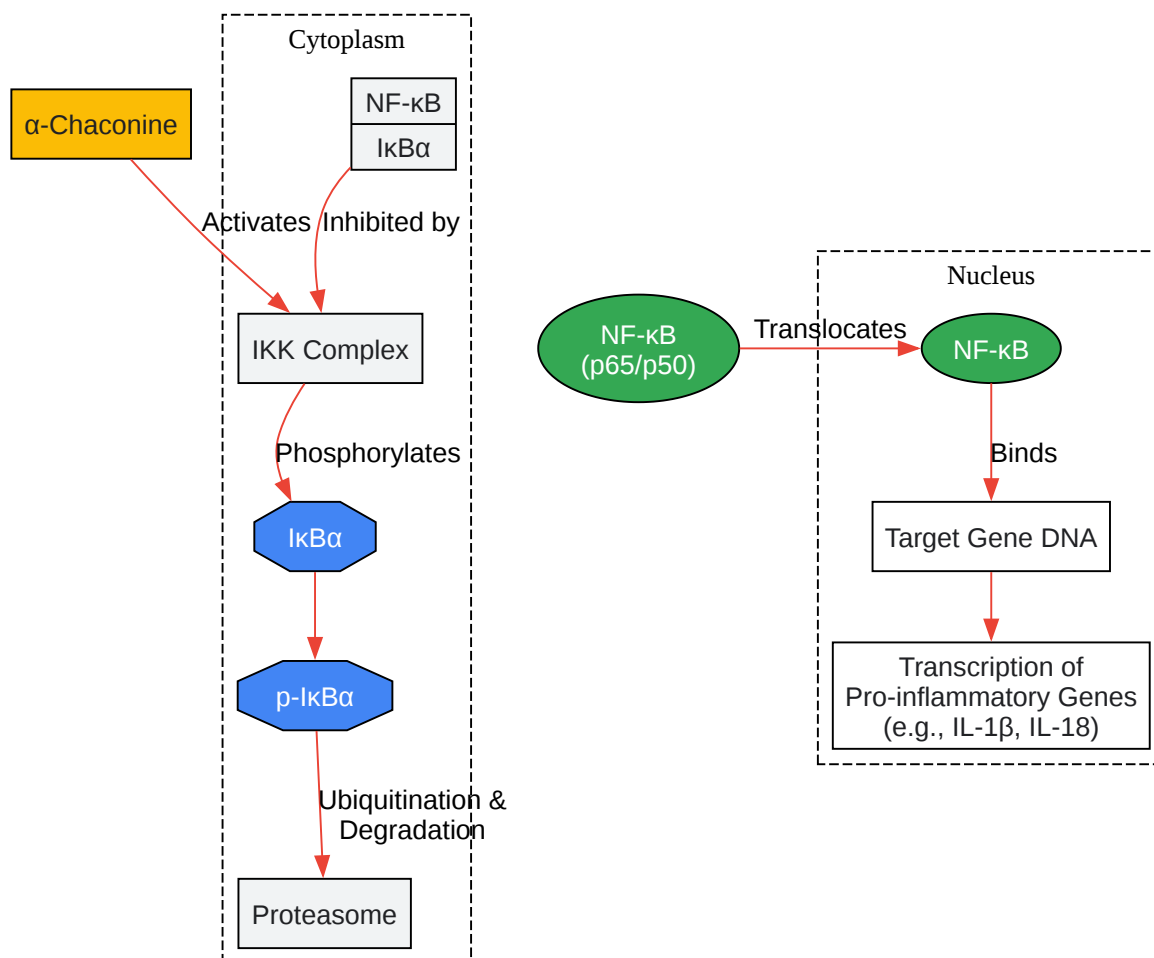 Cytoplasm
α-Chaconine
NF-κB
IκBα
Activates
Inhibited by
IKK Complex
Phosphorylates
IκBα
p-IκBα
Ubiquitination &
Degradation
Proteasome
NF-κB
(p65/p50)
Translocates
Nucleus
NF-κB
Binds
Target Gene DNA
Transcription of
Pro-inflammatory Genes
(e.g., IL-1β, IL-18)